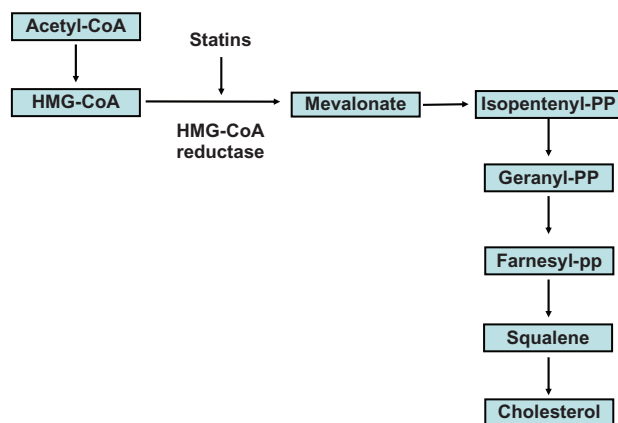 Acetyl-CoA
Statins
HMG-CoA
Mevalonate
Isopentenyl-PP
HMG-CoA
reductase
Geranyl-PP
Farnesyl-pp
Squalene
Cholesterol